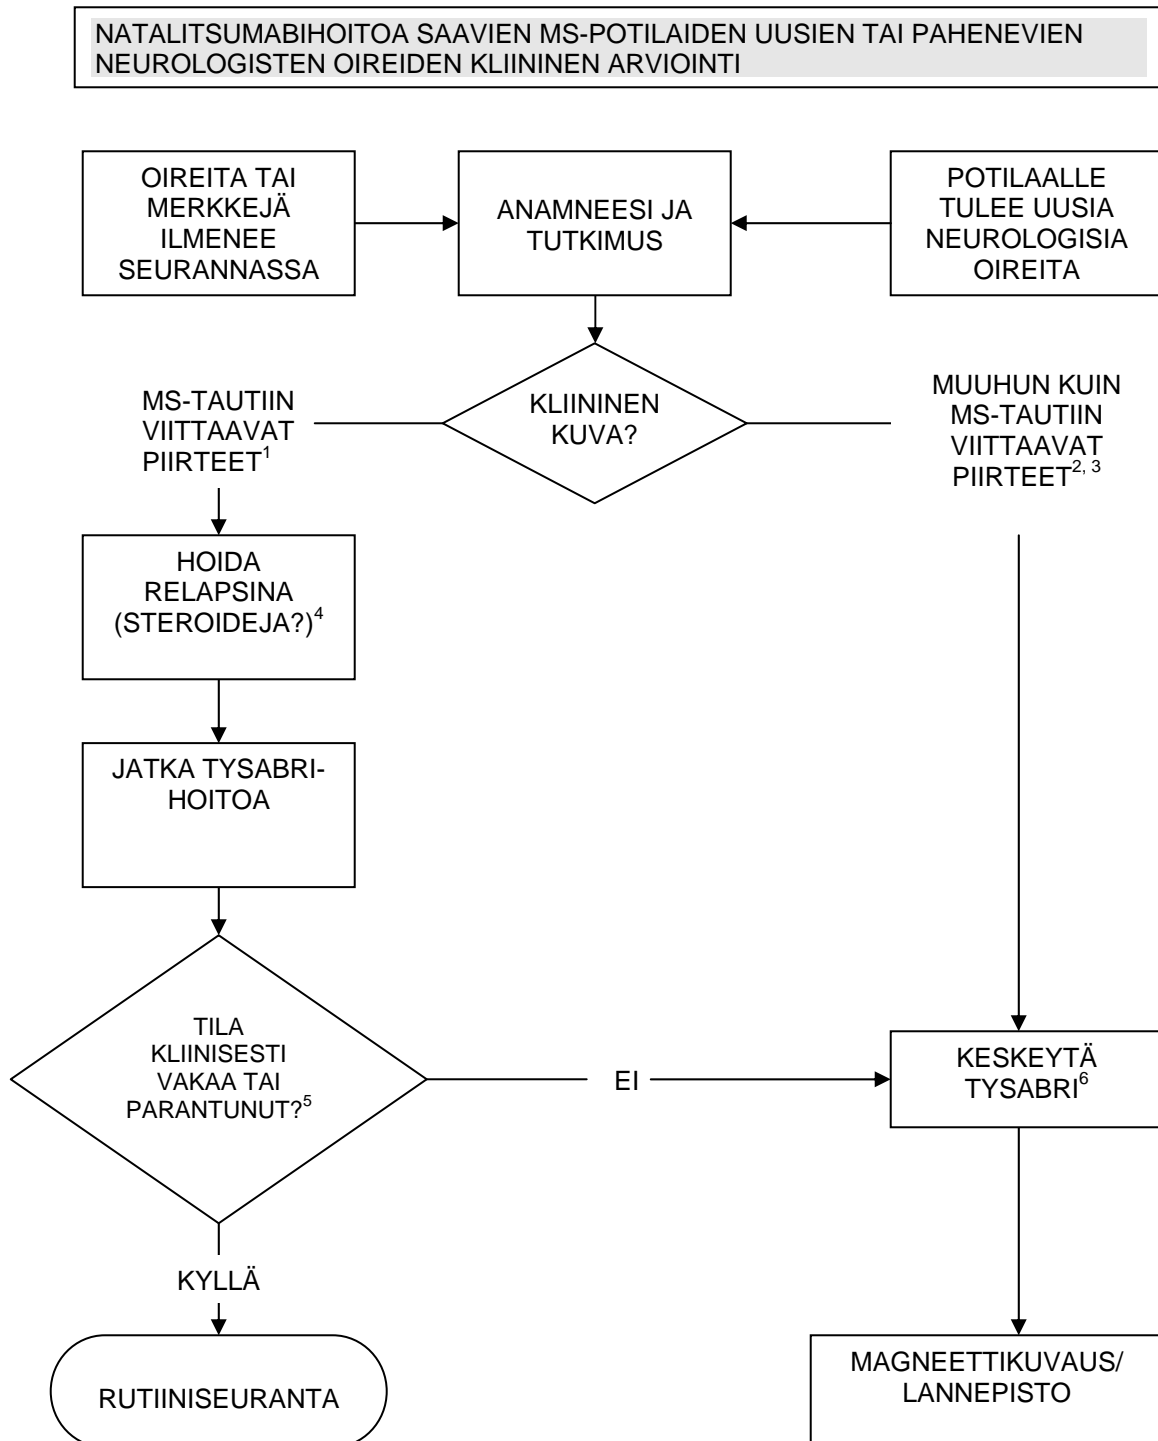 NATALITSUMABIHOITOA SAAVIEN MS-POTILAIDEN UUSIEN TAI PAHENEVIEN
NEUROLOGISTEN OIREIDEN KLIININEN ARVIOINTI
OIREITA TAI
MERKKEJÄ
ILMENEE
SEURANNASSA
ANAMNEESI JA
TUTKIMUS
POTILAALLE
TULEE UUSIA
NEUROLOGISIA
OIREITA
KLIININEN
KUVA?
MS-TAUTIIN
VIITTAAVAT
PIIRTEET1
MUUHUN KUIN
MS-TAUTIIN
VIITTAAVAT
PIIRTEET2, 3
HOIDA
RELAPSINA
(STEROIDEJA?)4
JATKA TYSABRI-
HOITOA
TILA
KLIINISESTI
VAKAA TAI
PARANTUNUT?5
EI
KESKEYTÄ
TYSABRI6
KYLLÄ
RUTIINISEURANTA
MAGNEETTIKUVAUS/
LANNEPISTO